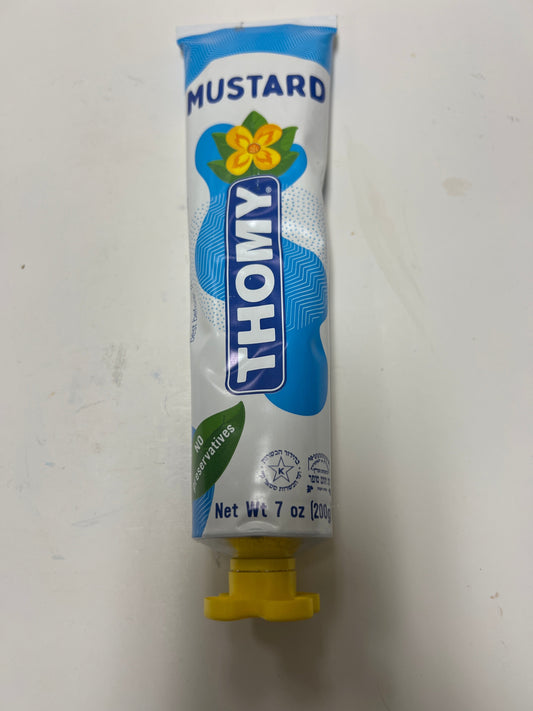 MUSTARD
THOMY®
NO
preservatives
K
Net Wt 7 oz (200g